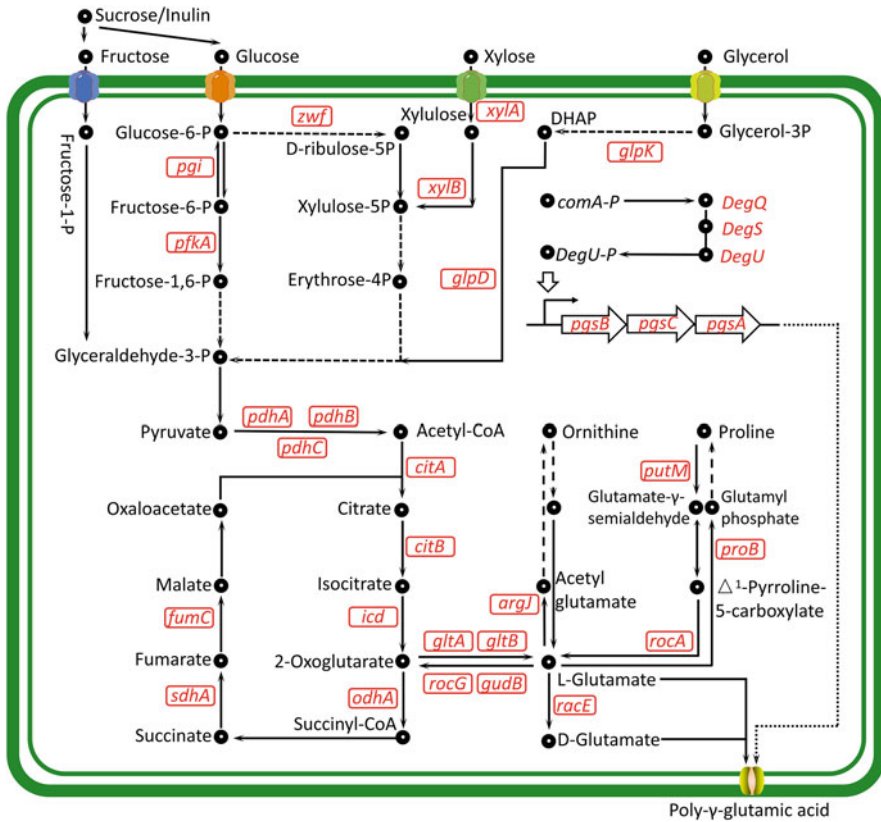 Sucrose/Inulin
Fructose
Glucose
Xylose
Glycerol
Fructose-1-P
Glucose-6-P
zwf
D-ribulose-5P
Xylulose
xylA
DHAP
glpK
Glycerol-3P
pgi
xylB
Fructose-6-P
Xylulose-5P
comA-P
DegQ
DegS
pfkA
DegU-P
DegU
Fructose-1,6-P
Erythrose-4P
glpD
pgsB
pgsC
pgsA
Glyceraldehyde-3-P
Pyruvate
pdhA
pdhB
pdhC
Acetyl-CoA
Ornithine
Proline
citA
putM
Oxaloacetate
Citrate
Glutamate-γ-
semialdehyde
Glutamyl
phosphate
citB
proB
Malate
Isocitrate
Acetyl
glutamate
△¹-Pyrroline-
5-carboxylate
fumC
icd
argJ
gltA
gltB
rocA
Fumarate
2-Oxoglutarate
L-Glutamate
rocG
gudB
sdhA
odhA
racE
Succinyl-CoA
Succinate
D-Glutamate
Poly-γ-glutamic acid